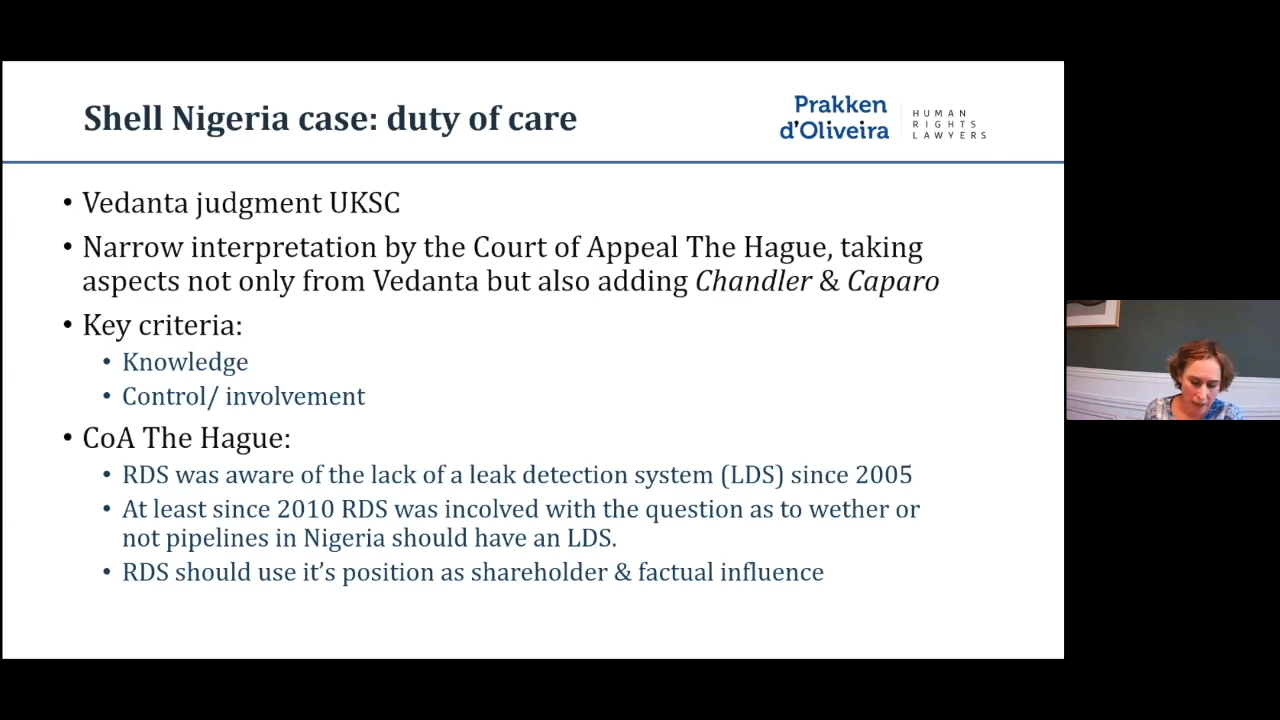 Shell Nigeria case: duty of care
Prakken
d'Oliveira
HUMAN
RIGHTS
LAWYERS
• Vedanta judgment UKSC
• Narrow interpretation by the Court of Appeal The Hague, taking
aspects not only from Vedanta but also adding Chandler & Caparo
• Key criteria:
• Knowledge
• Control/ involvement
• CoA The Hague:
• RDS was aware of the lack of a leak detection system (LDS) since 2005
• At least since 2010 RDS was incolved with the question as to wether or
not pipelines in Nigeria should have an LDS.
• RDS should use it's position as shareholder & factual influence